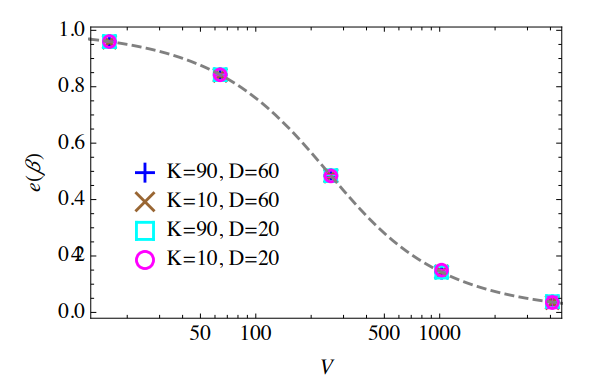 1.0
0.8
0.6
0.4
0.2
0.0
e(β)
K=90, D=60
K=10, D=60
K=90, D=20
K=10, D=20
50 100 500 1000
V